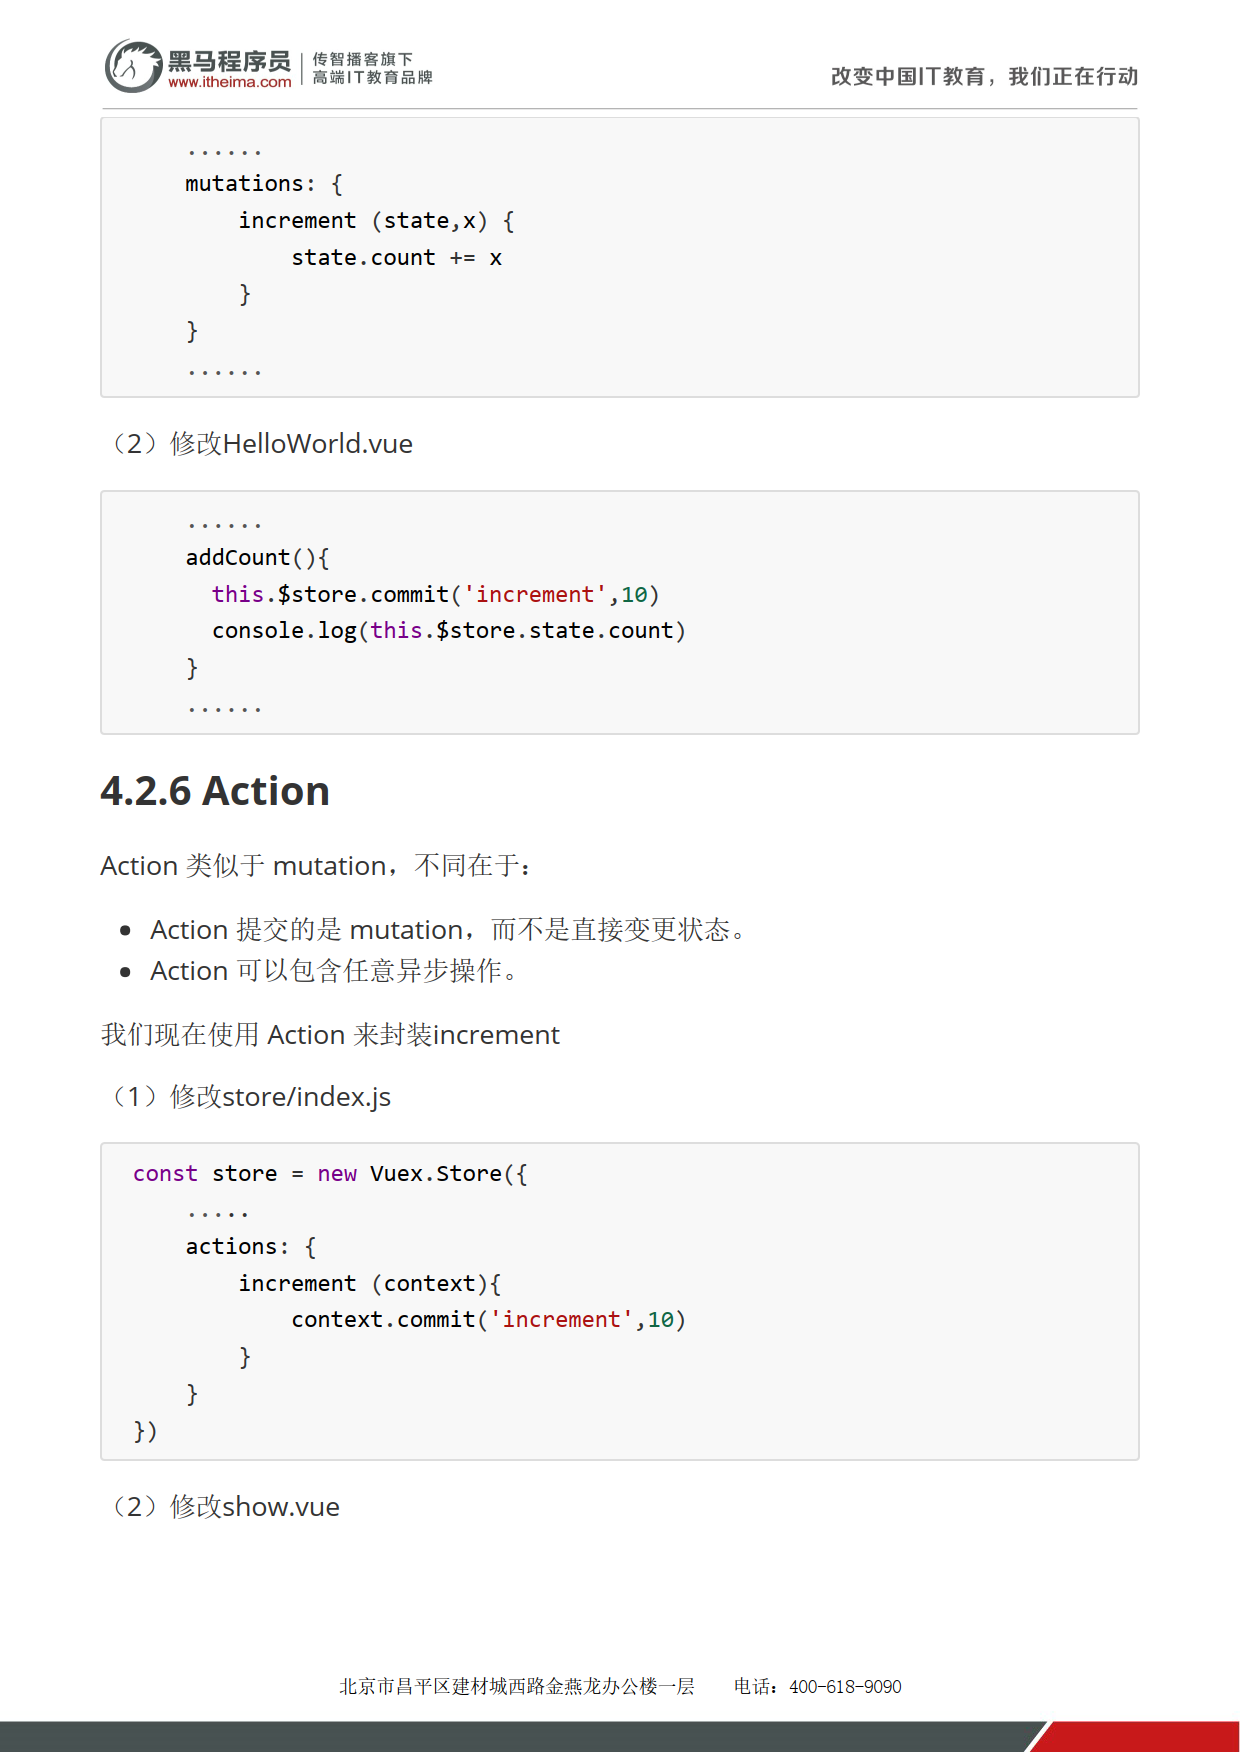 黑马程序员
www.itheima.com
传智播客旗下
高端IT教育品牌
改变中国IT教育，我们正在行动
......
mutations: {
increment (state,x) {
state.count += x
}
}
......
（2）修改HelloWorld.vue
......
addCount(){
this.$store.commit('increment',10)
console.log(this.$store.state.count)
}
......
4.2.6 Action
Action 类似于 mutation，不同在于：
• Action 提交的是 mutation，而不是直接变更状态。
• Action 可以包含任意异步操作。
我们现在使用 Action 来封装increment
（1）修改store/index.js
const store = new Vuex.Store({
.....
actions: {
increment (context){
context.commit('increment',10)
}
}
})
（2）修改show.vue
北京市昌平区建材城西路金燕龙办公楼一层 电话：400-618-9090